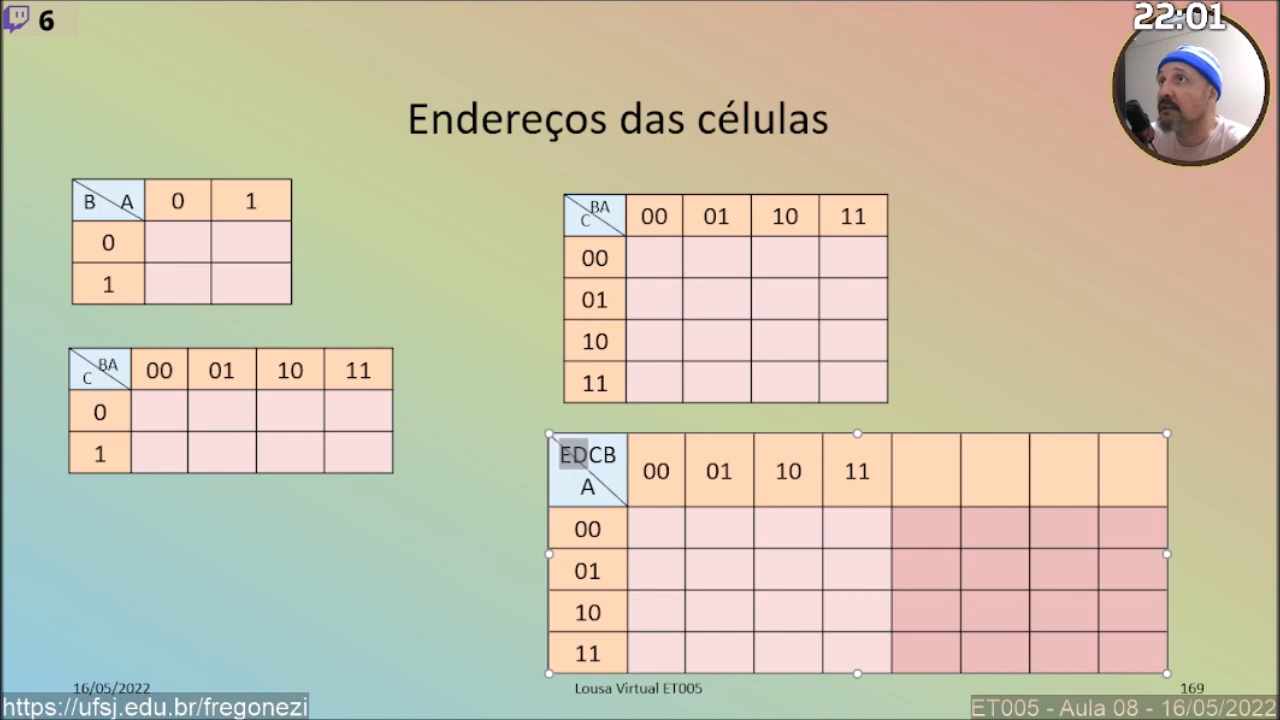 6
22:01
Endereços das células
B A 0 1
0
1
BA
C 00 01 10 11
00
01
10
11
BA
C 00 01 10 11
0
1
EDCB
A 00 01 10 11
00
01
10
11
16/05/2022
Lousa Virtual ET005
169
https://ufsj.edu.br/fregonezi
ET005 - Aula 08 - 16/05/2022